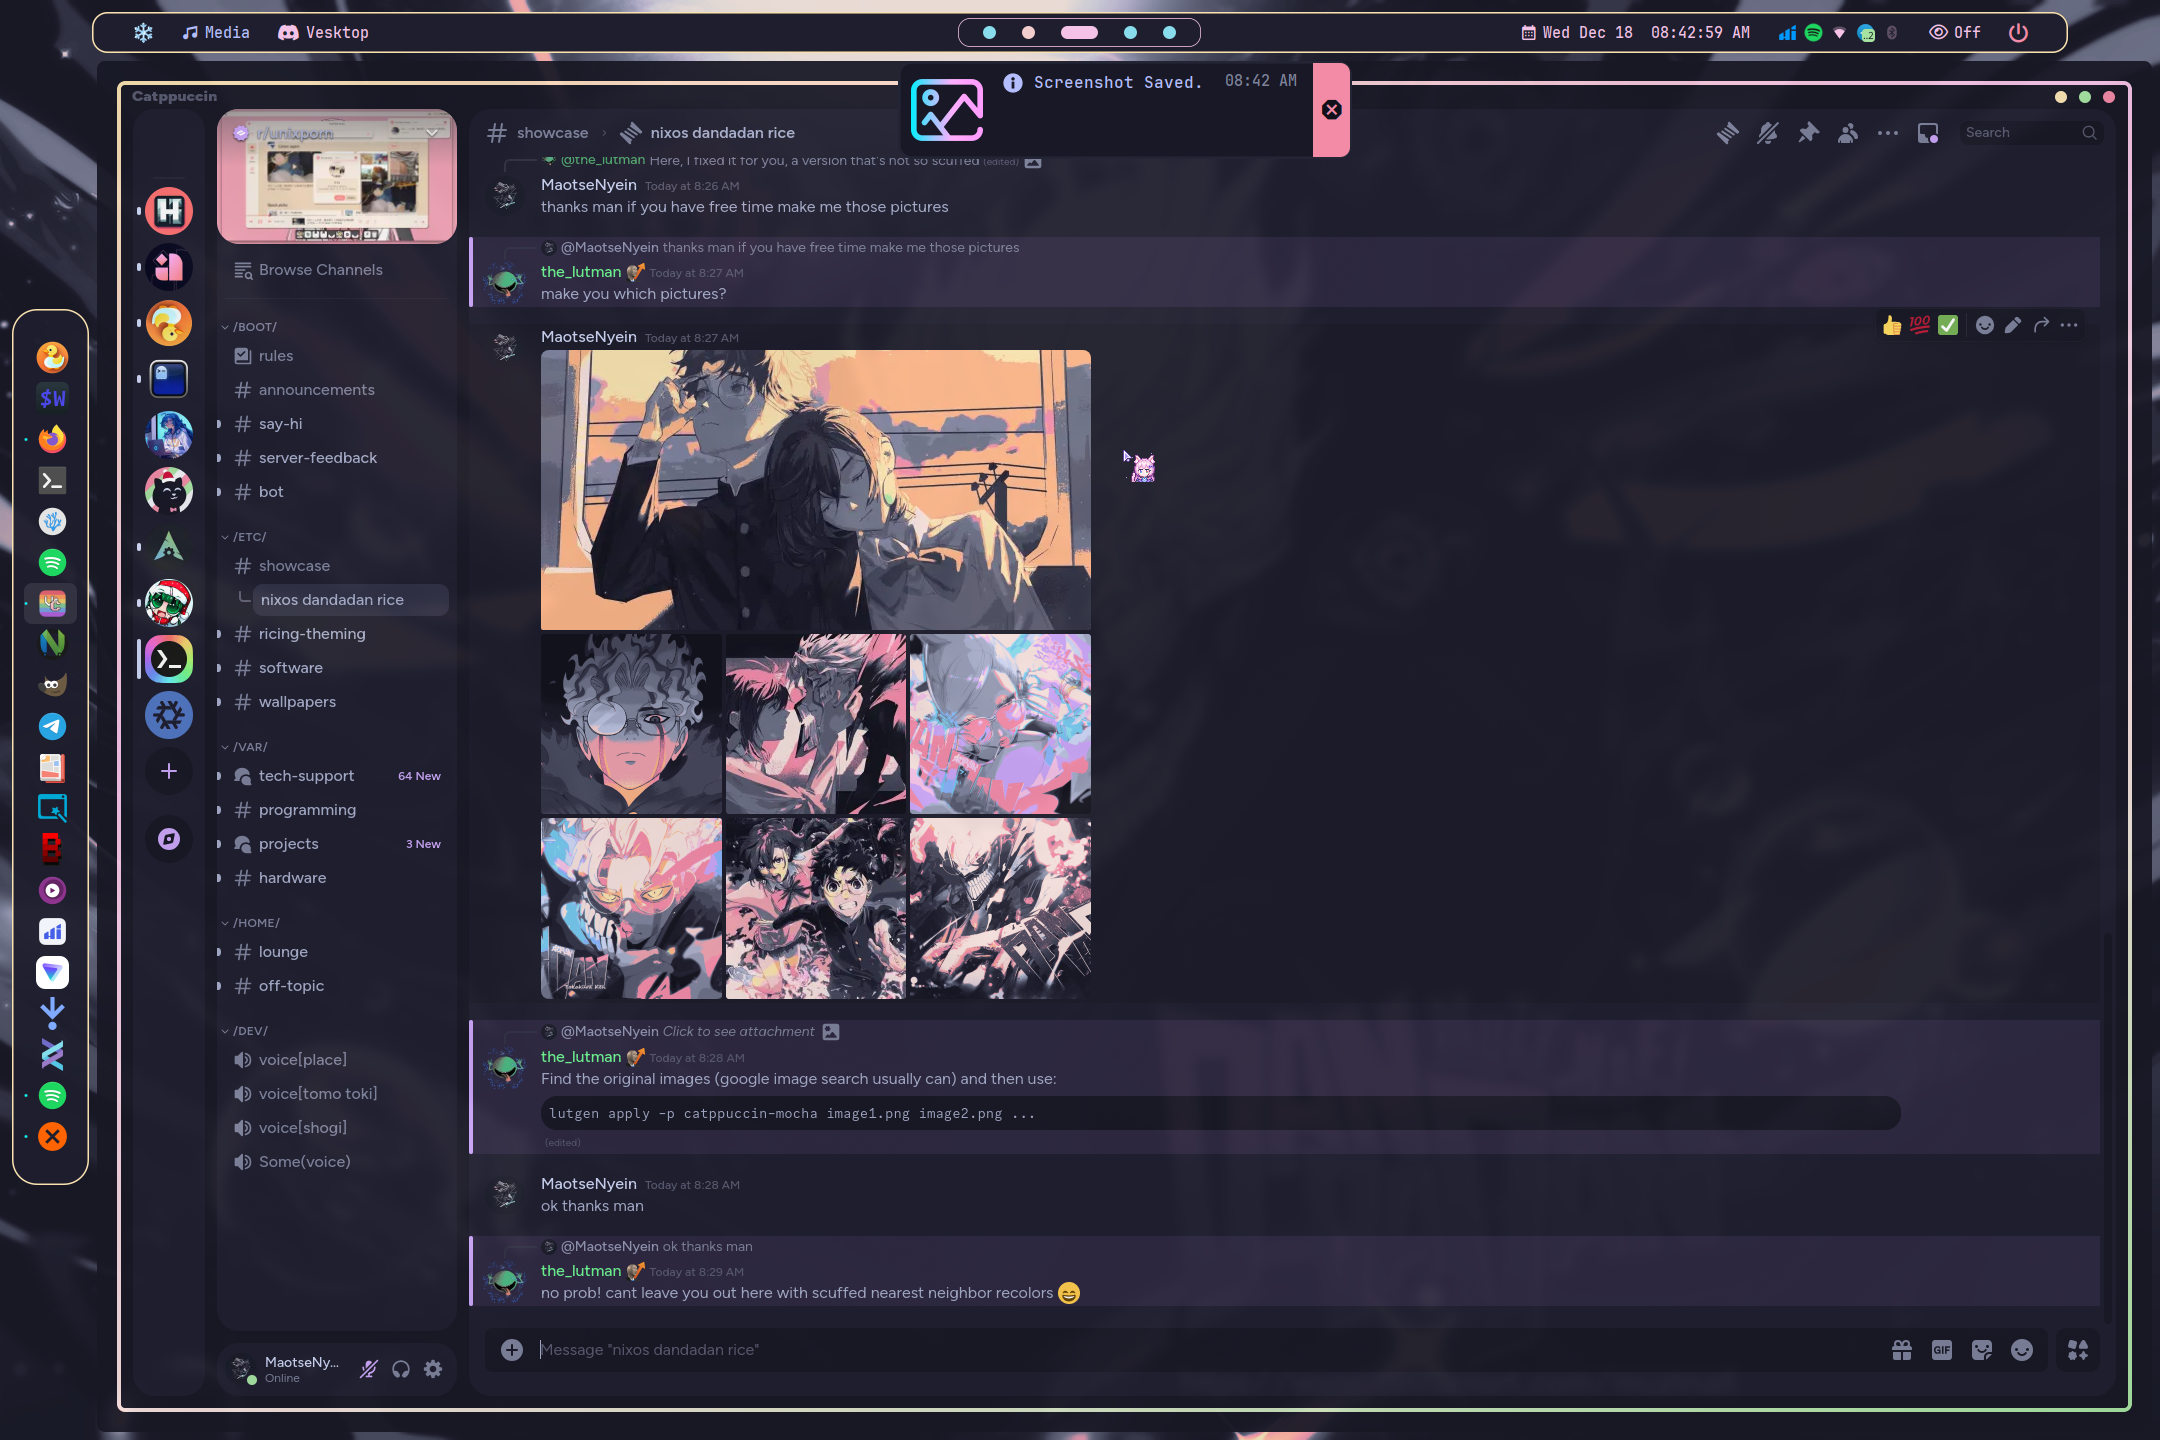 Media
Vesktop
Wed Dec 18 08:42:59 AM
Off
Screenshot Saved. 08:42 AM
Catppuccin
r/unixporn
Browse Channels
/BOOT/
rules
announcements
say-hi
server-feedback
bot
/ETC/
showcase
nixos dandadan rice
ricing-theming
software
wallpapers
/VAR/
tech-support 64 New
programming
projects 3 New
hardware
/HOME/
lounge
off-topic
/DEV/
voice[place]
voice[tomo toki]
voice[shogi]
Some(voice)
MaotseNy...
Online
showcase › nixos dandadan rice
Search
@the_lutman Here, I fixed it for you, a version that's not so scuffed (edited)
MaotseNyein Today at 8:26 AM
thanks man if you have free time make me those pictures
@MaotseNyein thanks man if you have free time make me those pictures
the_lutman Today at 8:27 AM
make you which pictures?
MaotseNyein Today at 8:27 AM
@MaotseNyein Click to see attachment
the_lutman Today at 8:28 AM
Find the original images (google image search usually can) and then use:
lutgen apply -p catppuccin-mocha image1.png image2.png ...
(edited)
MaotseNyein Today at 8:28 AM
ok thanks man
@MaotseNyein ok thanks man
the_lutman Today at 8:29 AM
no prob! cant leave you out here with scuffed nearest neighbor recolors
Message "nixos dandadan rice"
GIF
$W